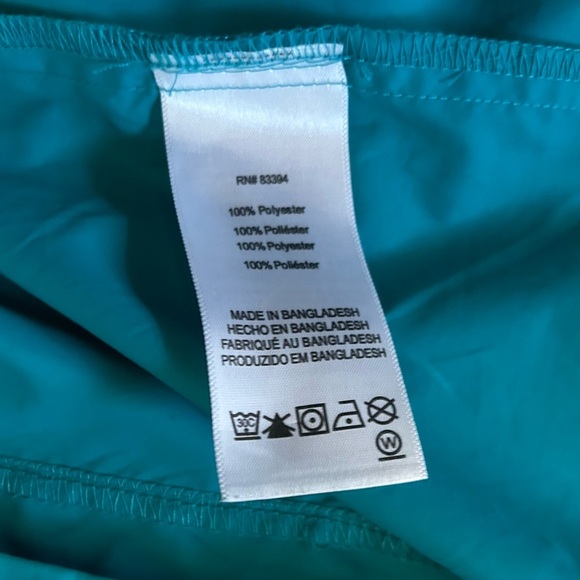 RN# 83394
100% Polyester
100% Poliéster
100% Polyester
100% Poliéster
MADE IN BANGLADESH
HECHO EN BANGLADESH
FABRIQUÉ AU BANGLADESH
PRODUZIDO EM BANGLADESH
30C
W